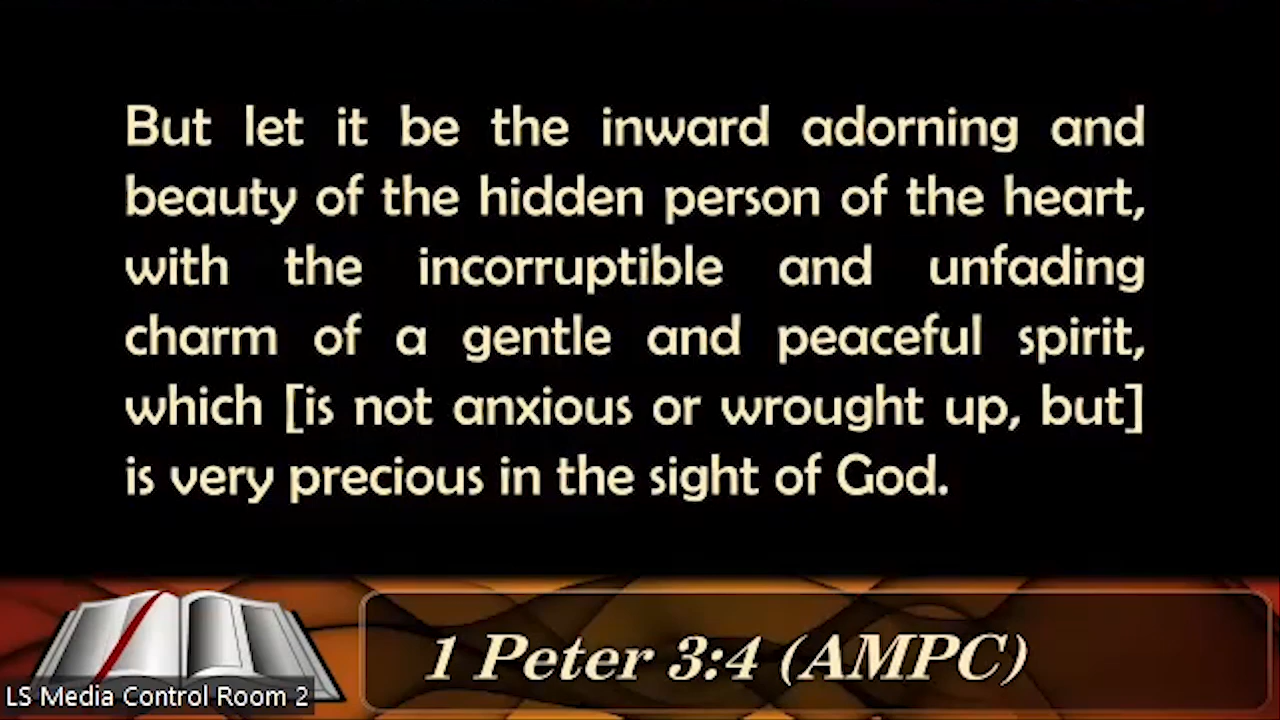 But let it be the inward adorning and
beauty of the hidden person of the heart,
with the incorruptible and unfading
charm of a gentle and peaceful spirit,
which [is not anxious or wrought up, but]
is very precious in the sight of God.
1 Peter 3:4 (AMPC)
LS Media Control Room 2